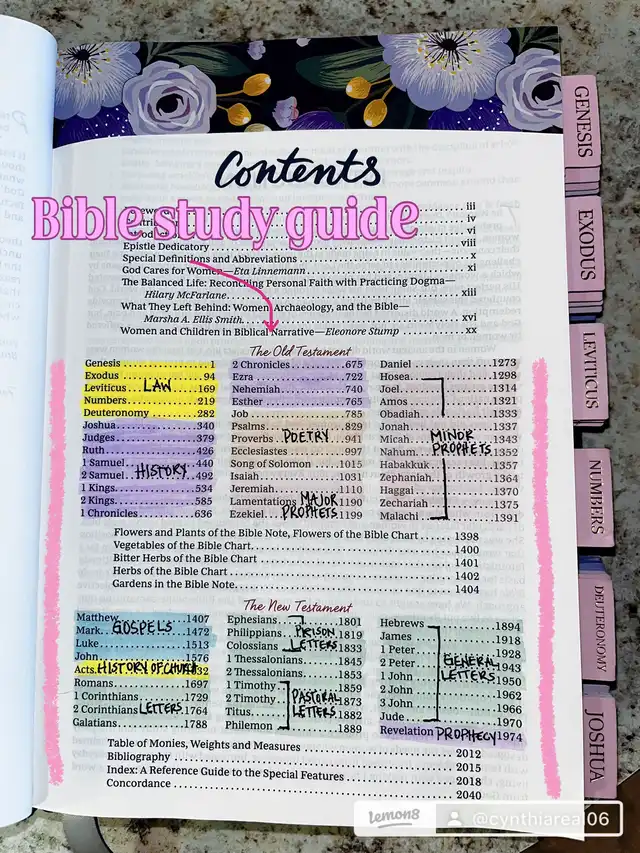 Contents
Bible study guide
iii
iv
vi
Epistle Dedicatory ........ viii
Special Definitions and Abbreviations ........ x
God Cares for Women—Eta Linnemann ........ xi
The Balanced Life: Reconciling Personal Faith with Practicing Dogma—
Hilary McFarlane ........ xiii
What They Left Behind: Women, Archaeology, and the Bible—
Marsha A. Ellis Smith ........ xvi
Women and Children in Biblical Narrative—Eleonore Stump ........ xx
The Old Testament
Genesis ........ 1
Exodus ........ 94
Leviticus ........ 169
Numbers ........ 219
Deuteronomy ........ 282
LAW
Joshua ........ 340
Judges ........ 379
Ruth ........ 426
1 Samuel ........ 440
2 Samuel ........ 492
1 Kings ........ 534
2 Kings ........ 585
1 Chronicles ........ 636
HISTORY
2 Chronicles ........ 675
Ezra ........ 722
Nehemiah ........ 740
Esther ........ 765
Job ........ 785
Psalms ........ 829
Proverbs ........ 941
Ecclesiastes ........ 997
Song of Solomon ........ 1015
POETRY
Isaiah ........ 1031
Jeremiah ........ 1110
Lamentations ........ 1190
Ezekiel ........ 1199
MAJOR
PROPHETS
Daniel ........ 1273
Hosea ........ 1298
Joel ........ 1314
Amos ........ 1321
Obadiah ........ 1333
Jonah ........ 1337
Micah ........ 1343
Nahum ........ 1352
Habakkuk ........ 1357
Zephaniah ........ 1364
Haggai ........ 1370
Zechariah ........ 1375
Malachi ........ 1391
MINOR
PROPHETS
Flowers and Plants of the Bible Note, Flowers of the Bible Chart ........ 1398
Vegetables of the Bible Chart ........ 1400
Bitter Herbs of the Bible Chart ........ 1401
Herbs of the Bible Chart ........ 1402
Gardens in the Bible Note ........ 1404
The New Testament
Matthew ........ 1407
Mark ........ 1472
Luke ........ 1513
John ........ 1576
GOSPELS
Acts
HISTORY OF CHURCH
Romans ........ 1697
1 Corinthians ........ 1729
2 Corinthians ........ 1764
Galatians ........ 1788
LETTERS
Ephesians ........ 1801
Philippians ........ 1819
Colossians ........ 1833
PRISON
LETTERS
1 Thessalonians ........ 1845
2 Thessalonians ........ 1853
1 Timothy ........ 1859
2 Timothy ........ 1873
Titus ........ 1882
Philemon ........ 1889
PASTORAL
LETTERS
Hebrews ........ 1894
James ........ 1918
1 Peter ........ 1928
2 Peter ........ 1943
1 John ........ 1950
2 John ........ 1962
3 John ........ 1966
Jude ........ 1970
GENERAL
LETTERS
Revelation PROPHECY 1974
Table of Monies, Weights and Measures ........ 2012
Bibliography ........ 2015
Index: A Reference Guide to the Special Features ........ 2018
Concordance ........ 2040
GENESIS
EXODUS
LEVITICUS
NUMBERS
DEUTERONOMY
JOSHUA
lemon8 @cynthiareal06